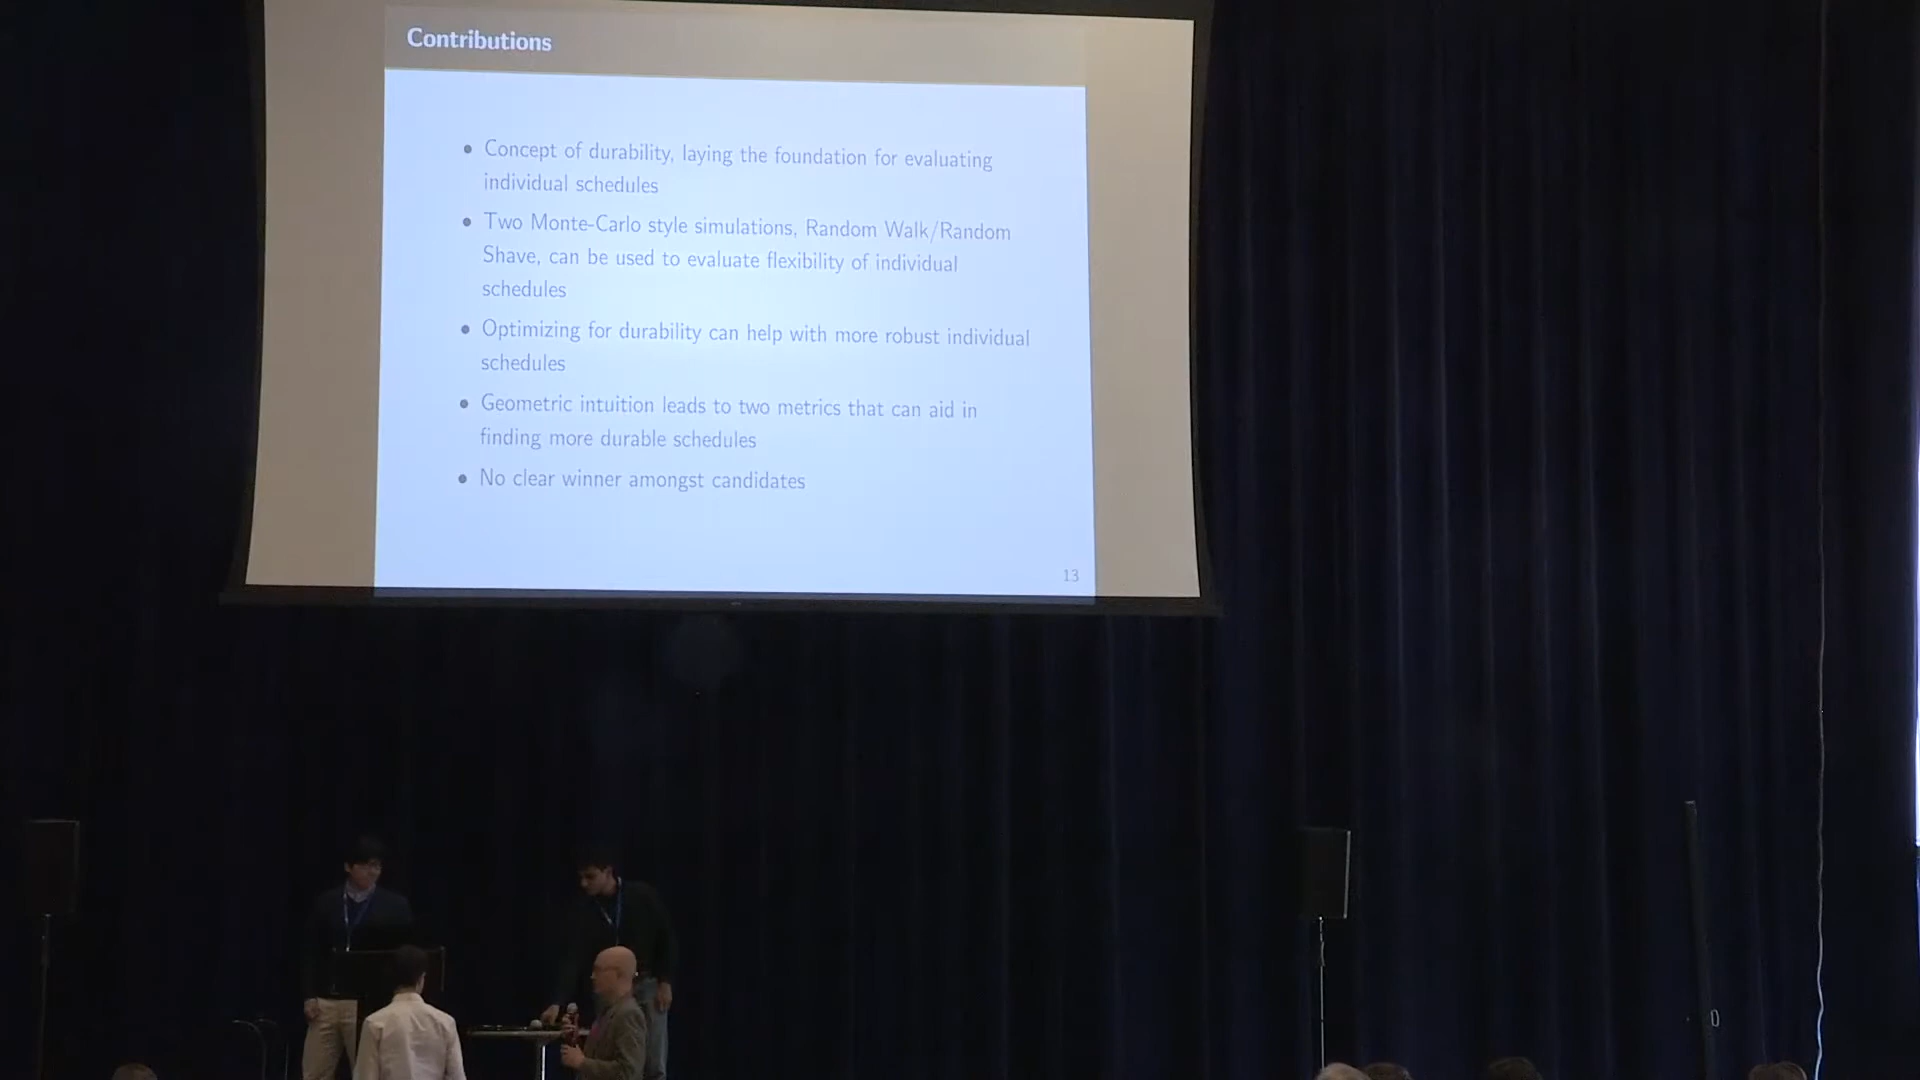 Contributions
• Concept of durability, laying the foundation for evaluating
individual schedules
• Two Monte-Carlo style simulations, Random Walk/Random
Shave, can be used to evaluate flexibility of individual
schedules
• Optimizing for durability can help with more robust individual
schedules
• Geometric intuition leads to two metrics that can aid in
finding more durable schedules
• No clear winner amongst candidates
13